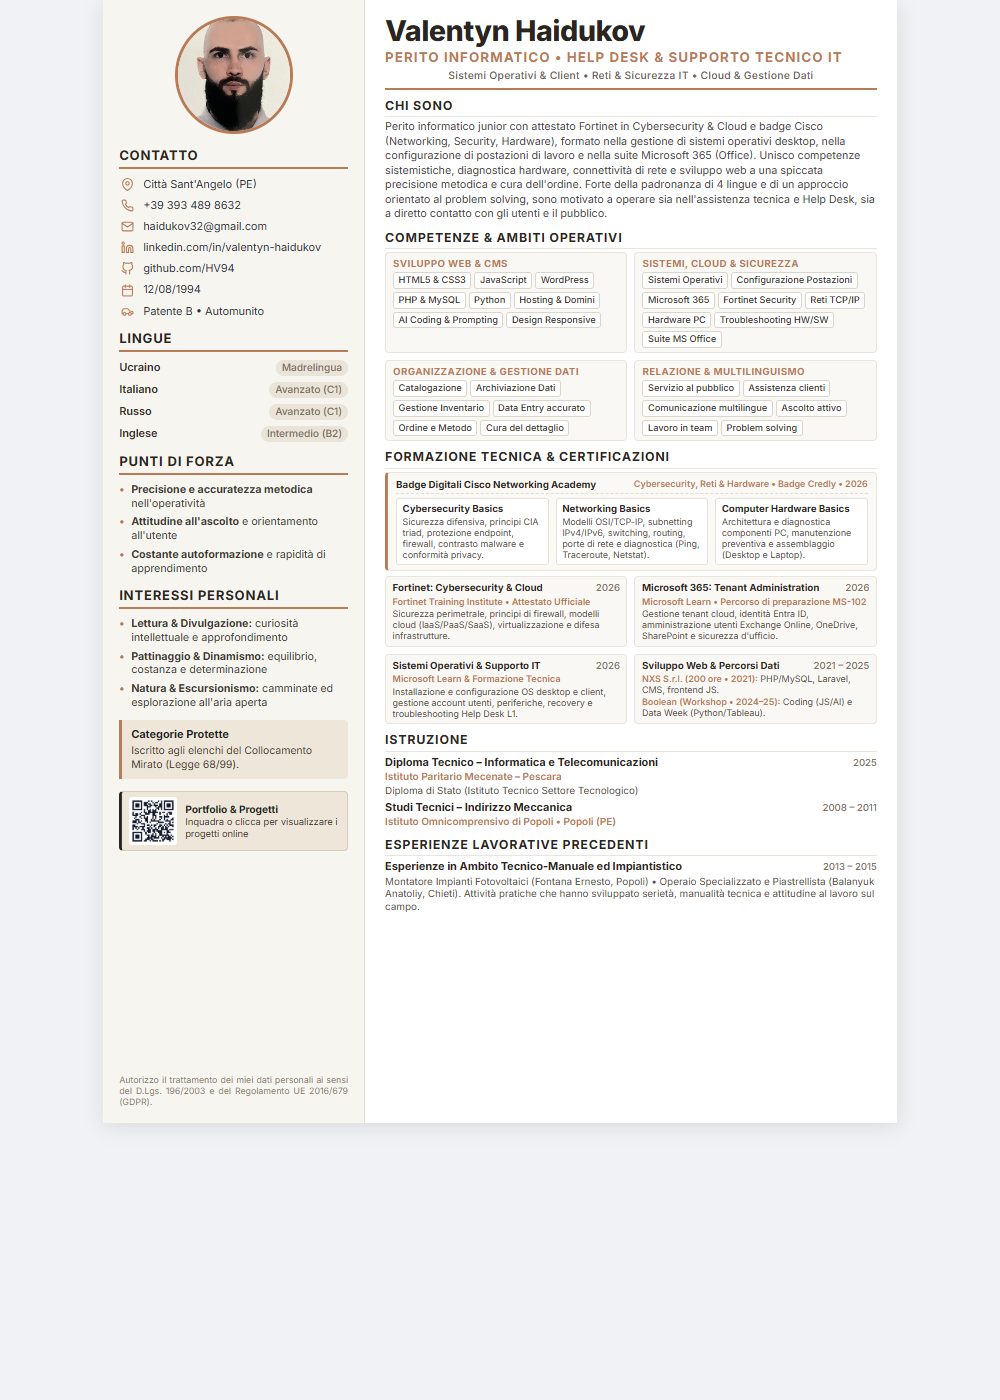 CONTATTO
Città Sant'Angelo (PE)
+39 393 489 8632
haidukov32@gmail.com
linkedin.com/in/valentyn-haidukov
github.com/HV94
12/08/1994
Patente B • Automunito
LINGUE
Ucraino Madrelingua
Italiano Avanzato (C1)
Russo Avanzato (C1)
Inglese Intermedio (B2)
PUNTI DI FORZA
• Precisione e accuratezza metodica
nell'operatività
• Attitudine all'ascolto e orientamento
all'utente
• Costante autoformazione e rapidità di
apprendimento
INTERESSI PERSONALI
• Lettura & Divulgazione: curiosità
intellettuale e approfondimento
• Pattinaggio & Dinamismo: equilibrio,
costanza e determinazione
• Natura & Escursionismo: camminate ed
esplorazione all'aria aperta
Categorie Protette
Iscritto agli elenchi del Collocamento
Mirato (Legge 68/99).
Portfolio & Progetti
Inquadra o clicca per visualizzare i
progetti online
Autorizzo il trattamento dei miei dati personali ai sensi
del D.Lgs. 196/2003 e del Regolamento UE 2016/679
(GDPR).
Valentyn Haidukov
PERITO INFORMATICO • HELP DESK & SUPPORTO TECNICO IT
Sistemi Operativi & Client • Reti & Sicurezza IT • Cloud & Gestione Dati
CHI SONO
Perito informatico junior con attestato Fortinet in Cybersecurity & Cloud e badge Cisco
(Networking, Security, Hardware), formato nella gestione di sistemi operativi desktop, nella
configurazione di postazioni di lavoro e nella suite Microsoft 365 (Office). Unisco competenze
sistemistiche, diagnostica hardware, connettività di rete e sviluppo web a una spiccata
precisione metodica e cura dell'ordine. Forte della padronanza di 4 lingue e di un approccio
orientato al problem solving, sono motivato a operare sia nell'assistenza tecnica e Help Desk, sia
a diretto contatto con gli utenti e il pubblico.
COMPETENZE & AMBITI OPERATIVI
SVILUPPO WEB & CMS
HTML5 & CSS3 JavaScript WordPress
PHP & MySQL Python Hosting & Domini
AI Coding & Prompting Design Responsive
SISTEMI, CLOUD & SICUREZZA
Sistemi Operativi Configurazione Postazioni
Microsoft 365 Fortinet Security Reti TCP/IP
Hardware PC Troubleshooting HW/SW
Suite MS Office
ORGANIZZAZIONE & GESTIONE DATI
Catalogazione Archiviazione Dati
Gestione Inventario Data Entry accurato
Ordine e Metodo Cura del dettaglio
RELAZIONE & MULTILINGUISMO
Servizio al pubblico Assistenza clienti
Comunicazione multilingue Ascolto attivo
Lavoro in team Problem solving
FORMAZIONE TECNICA & CERTIFICAZIONI
Badge Digitali Cisco Networking Academy Cybersecurity, Reti & Hardware • Badge Credly • 2026
Cybersecurity Basics
Sicurezza difensiva, principi CIA
triad, protezione endpoint,
firewall, contrasto malware e
conformità privacy.
Networking Basics
Modelli OSI/TCP-IP, subnetting
IPv4/IPv6, switching, routing,
porte di rete e diagnostica (Ping,
Traceroute, Netstat).
Computer Hardware Basics
Architettura e diagnostica
componenti PC, manutenzione
preventiva e assemblaggio
(Desktop e Laptop).
Fortinet: Cybersecurity & Cloud 2026
Fortinet Training Institute • Attestato Ufficiale
Sicurezza perimetrale, principi di firewall, modelli
cloud (IaaS/PaaS/SaaS), virtualizzazione e difesa
infrastrutture.
Microsoft 365: Tenant Administration 2026
Microsoft Learn • Percorso di preparazione MS-102
Gestione tenant cloud, identità Entra ID,
amministrazione utenti Exchange Online, OneDrive,
SharePoint e sicurezza d'ufficio.
Sistemi Operativi & Supporto IT 2026
Microsoft Learn & Formazione Tecnica
Installazione e configurazione OS desktop e client,
gestione account utenti, periferiche, recovery e
troubleshooting Help Desk L1.
Sviluppo Web & Percorsi Dati 2021 – 2025
NXS S.r.l. (200 ore • 2021): PHP/MySQL, Laravel,
CMS, frontend JS.
Boolean (Workshop • 2024–25): Coding (JS/AI) e
Data Week (Python/Tableau).
ISTRUZIONE
Diploma Tecnico – Informatica e Telecomunicazioni 2025
Istituto Paritario Mecenate – Pescara
Diploma di Stato (Istituto Tecnico Settore Tecnologico)
Studi Tecnici – Indirizzo Meccanica 2008 – 2011
Istituto Omnicomprensivo di Popoli • Popoli (PE)
ESPERIENZE LAVORATIVE PRECEDENTI
Esperienze in Ambito Tecnico-Manuale ed Impiantistico 2013 – 2015
Montatore Impianti Fotovoltaici (Fontana Ernesto, Popoli) • Operaio Specializzato e Piastrellista (Balanyuk
Anatoliy, Chieti). Attività pratiche che hanno sviluppato serietà, manualità tecnica e attitudine al lavoro sul
campo.